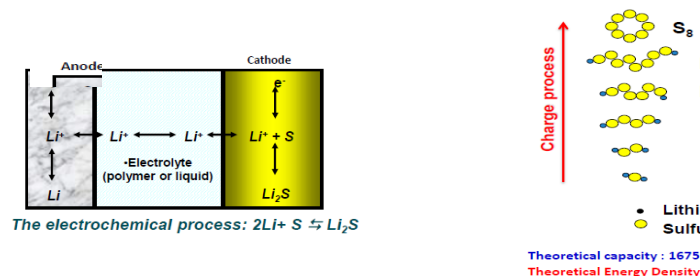 Anode
Cathode
e-
Li+
Li+
Li+
Li+ + S
•Electrolyte
(polymer or liquid)
Li
Li2S
The electrochemical process: 2Li+ S ⇆ Li2S
Charge process
S8
Lithi
Sulfu
Theoretical capacity : 1675
Theoretical Energy Density